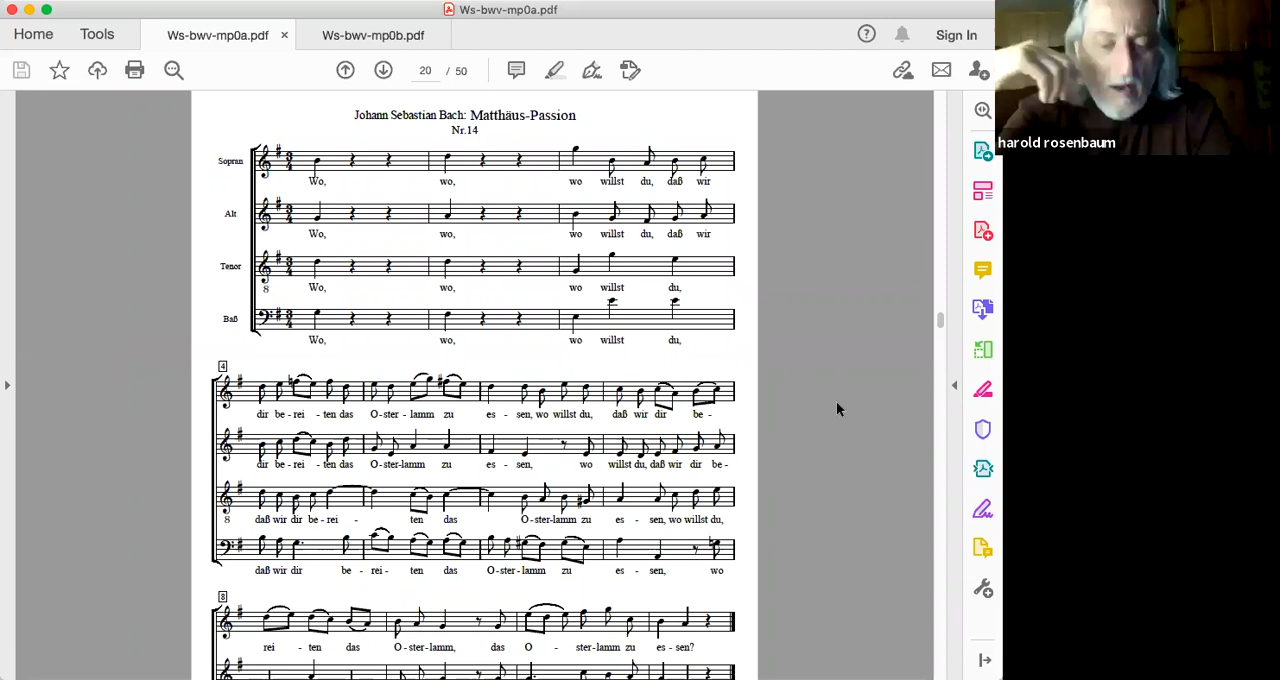 Ws-bwv-mp0a.pdf
Home Tools Ws-bwv-mp0a.pdf × Ws-bwv-mp0b.pdf Sign In
20 / 50
harold rosenbaum
Johann Sebastian Bach: Matthäus-Passion
Nr.14
Sopran
Wo, wo, wo willst du, daß wir
Alt
Wo, wo, wo willst du, daß wir
Tenor
8
Wo, wo, wo willst du,
Baß
Wo, wo, wo willst du,
4
dir be - rei - ten das O - ster - lamm zu es - sen, wo willst du, daß wir dir be -
dir be - rei - ten das O - ster-lamm zu es - sen, wo willst du, daß wir dir be -
8
daß wir dir be - rei - ten das O - ster-lamm zu es - sen, wo willst du,
daß wir dir be - rei - ten das O - ster - lamm zu es - sen, wo
8
rei - ten das O - ster-lamm, das O - ster-lamm zu es - sen?